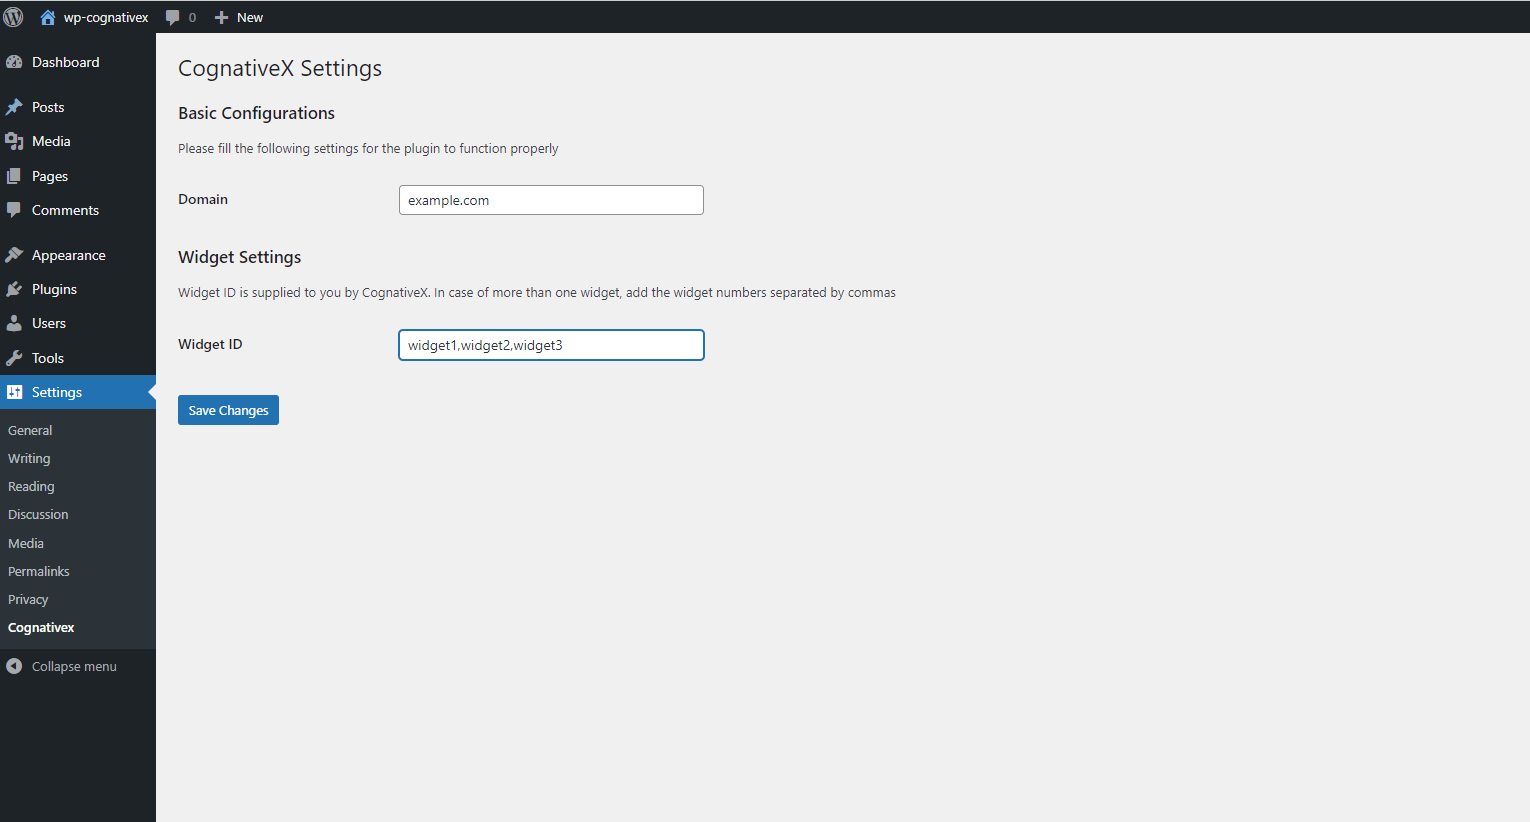 wp-cognativex 0 New
Dashboard
Posts
Media
Pages
Comments
Appearance
Plugins
Users
Tools
Settings
General
Writing
Reading
Discussion
Media
Permalinks
Privacy
Cognativex
Collapse menu
CognativeX Settings
Basic Configurations
Please fill the following settings for the plugin to function properly
Domain example.com
Widget Settings
Widget ID is supplied to you by CognativeX. In case of more than one widget, add the widget numbers separated by commas
Widget ID widget1,widget2,widget3
Save Changes